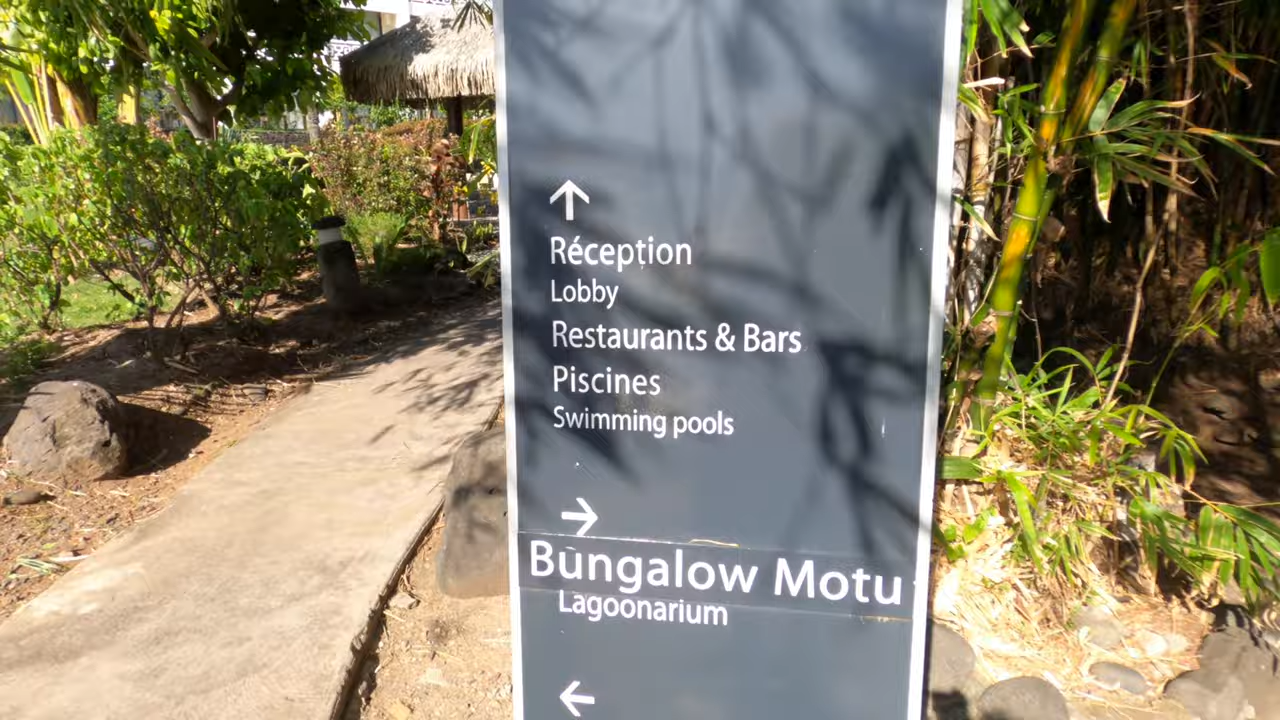 Réception
Lobby
Restaurants & Bars
Piscines
Swimming pools
Bungalow Motu
Lagoonarium